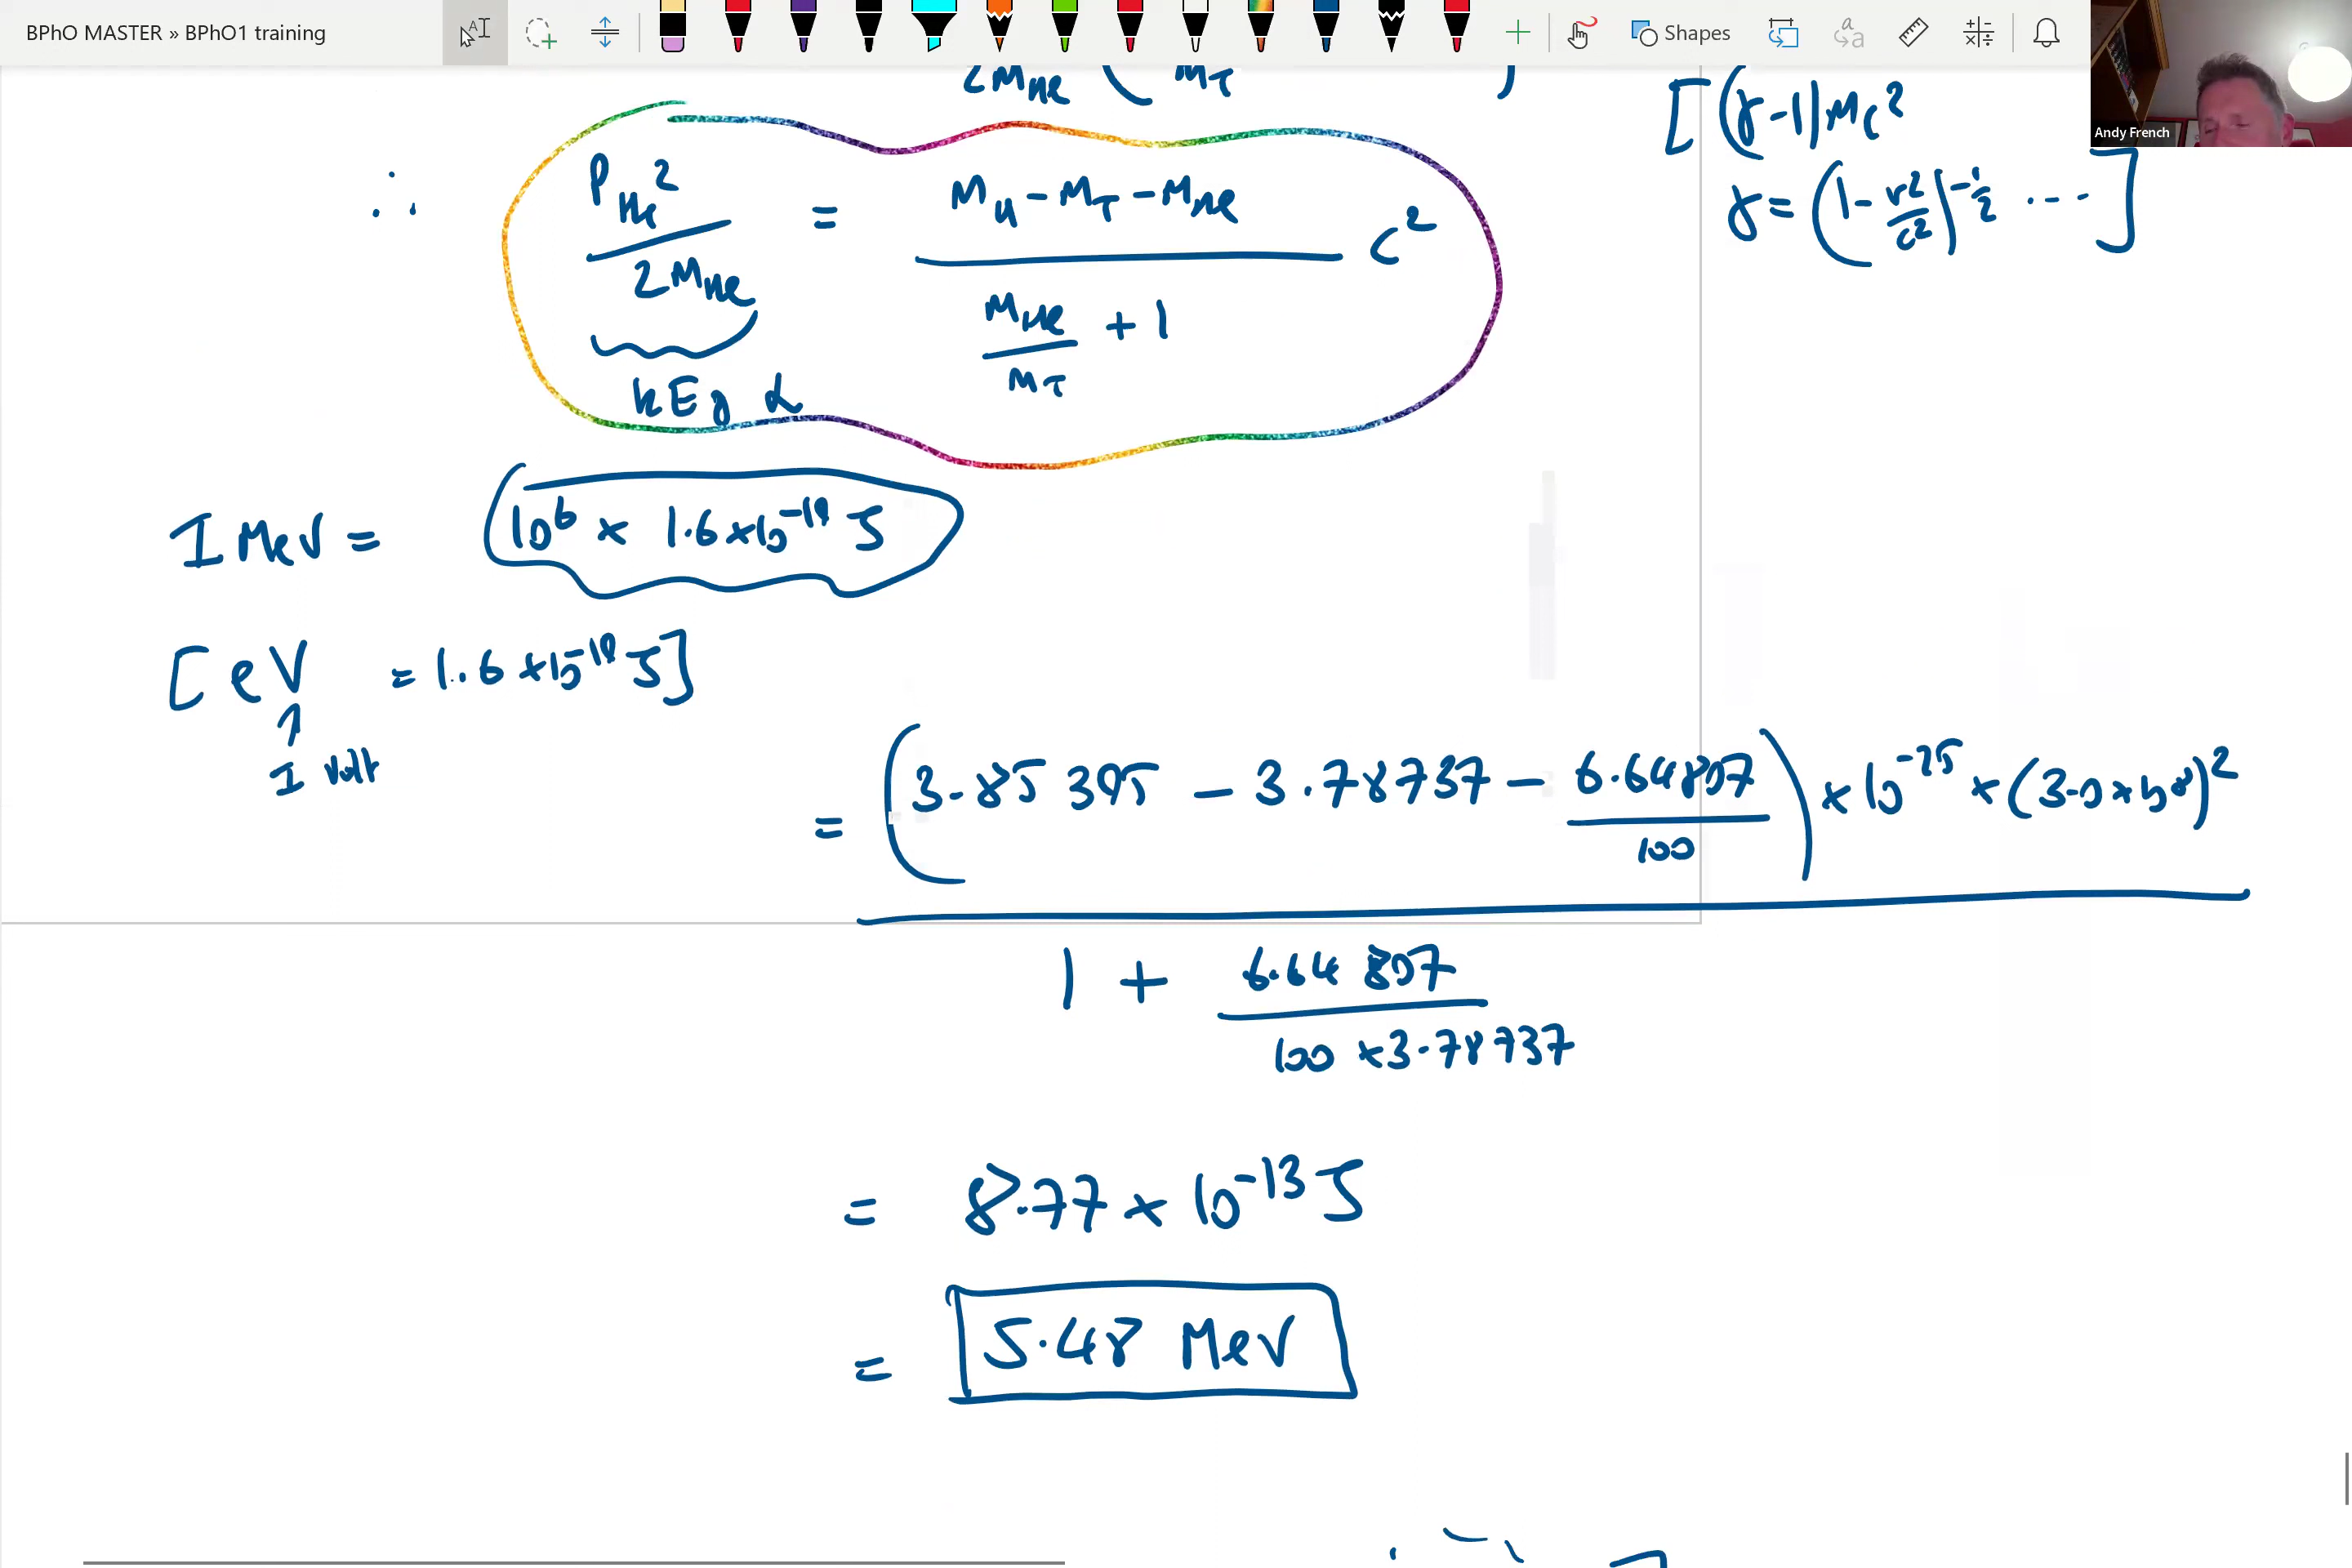 BPhO MASTER » BPhO1 training
Shapes
Andy French
2M_He ( M_T )
[(γ-1)Mc²
γ = (1 - v²/c²)^-1/2 ...]
∴ P_He² / 2M_He = (M_U - M_T - M_He) / (M_He/M_T + 1) c²
KE of α
1 MeV = 10⁶ × 1.6×10⁻¹⁹ J
[eV = 1.6×10⁻¹⁹ J]
↑
1 volt
= (3.85395 - 3.78737 - 6.64807/100) × 10⁻²⁵ × (3.0×10⁸)²
1 + 6.64807 / (100 × 3.78737)
= 8.77 × 10⁻¹³ J
= 5.48 MeV